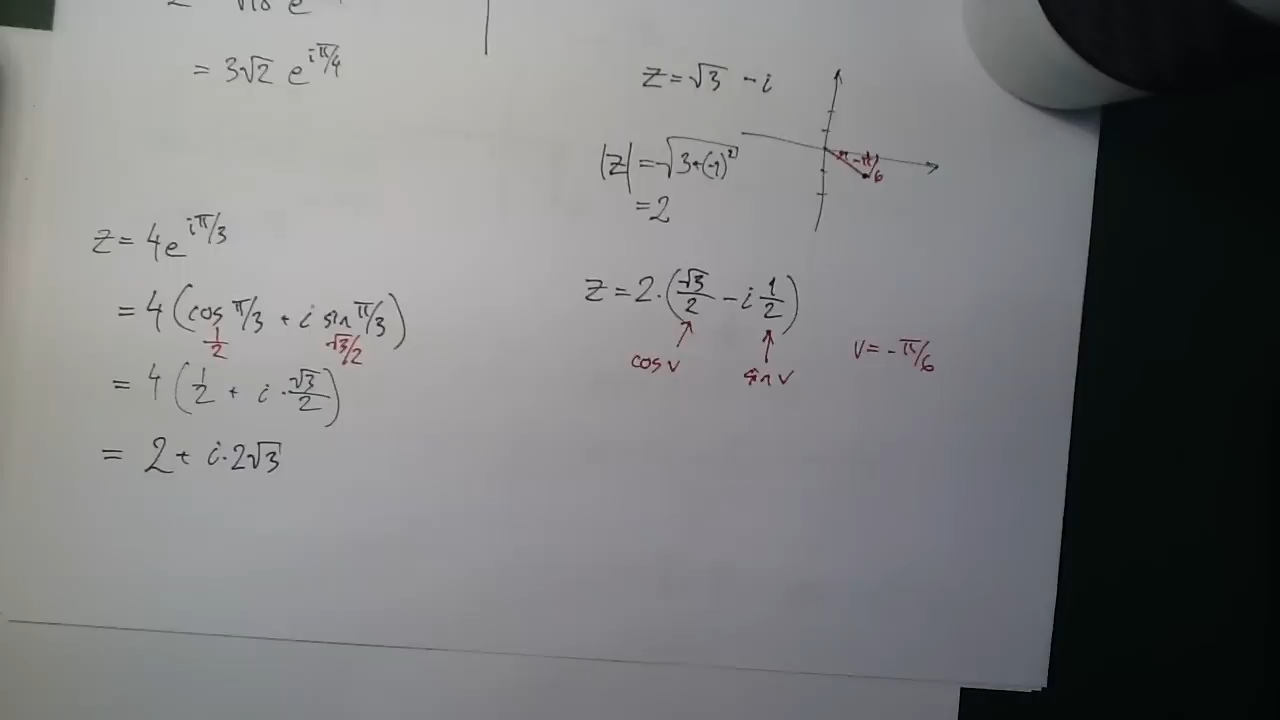 = 3√2 e^{iπ/4}
z = 4e^{iπ/3}
= 4 (cos π/3 + i sin π/3)
1/2 √3/2
= 4 (1/2 + i · √3/2)
= 2 + i·2√3
z = √3 - i
|z| = √(3+(-1)²)
= 2
-π/6
z = 2·(√3/2 - i 1/2)
cos v sin v
v = -π/6